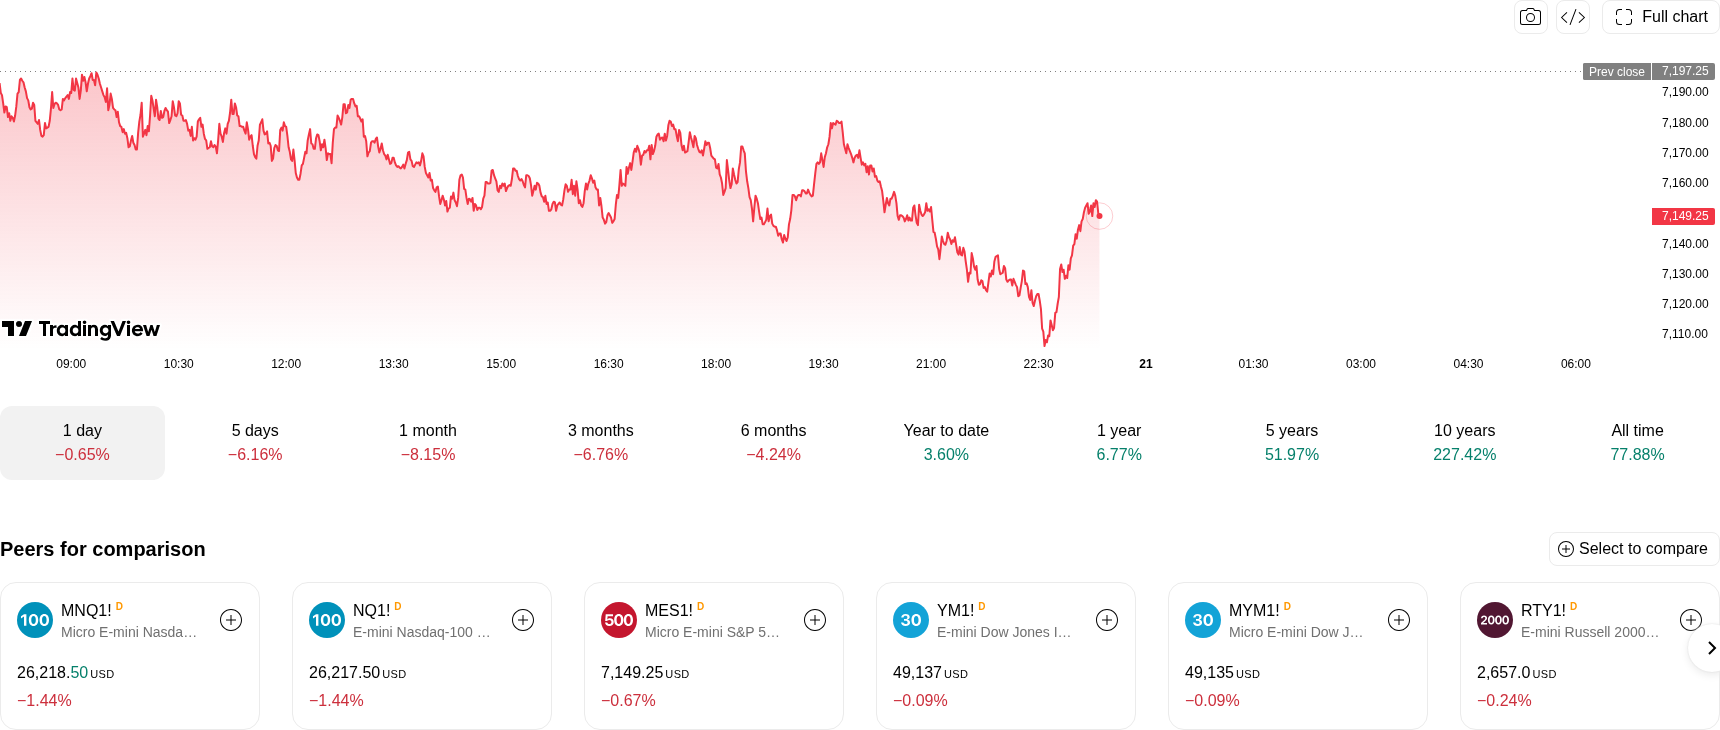 Full chart
Prev close 7,197.25
7,190.00
7,180.00
7,170.00
7,160.00
7,149.25
7,140.00
7,130.00
7,120.00
7,110.00
TradingView
09:00 10:30 12:00 13:30 15:00 16:30 18:00 19:30 21:00 22:30 21 01:30 03:00 04:30 06:00
1 day 5 days 1 month 3 months 6 months Year to date 1 year 5 years 10 years All time
−0.65% −6.16% −8.15% −6.76% −4.24% 3.60% 6.77% 51.97% 227.42% 77.88%
Peers for comparison
Select to compare
100 MNQ1! D
Micro E-mini Nasda…
26,218.50 USD
−1.44%
100 NQ1! D
E-mini Nasdaq-100 …
26,217.50 USD
−1.44%
500 MES1! D
Micro E-mini S&P 5…
7,149.25 USD
−0.67%
30 YM1! D
E-mini Dow Jones I…
49,137 USD
−0.09%
30 MYM1! D
Micro E-mini Dow J…
49,135 USD
−0.09%
2000 RTY1! D
E-mini Russell 2000…
2,657.0 USD
−0.24%